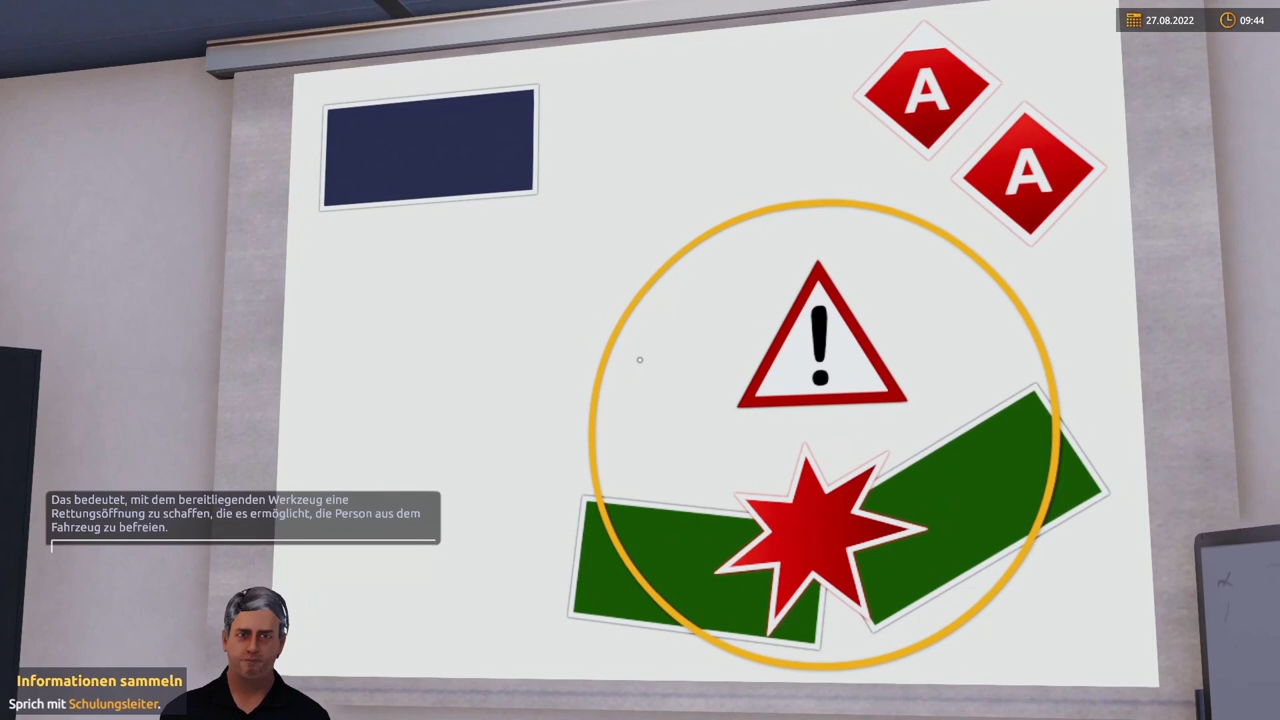 27.08.2022 09:44
A
A
!
Das bedeutet, mit dem bereitliegenden Werkzeug eine
Rettungsöffnung zu schaffen, die es ermöglicht, die Person aus dem
Fahrzeug zu befreien.
Informationen sammeln
Sprich mit Schulungsleiter.